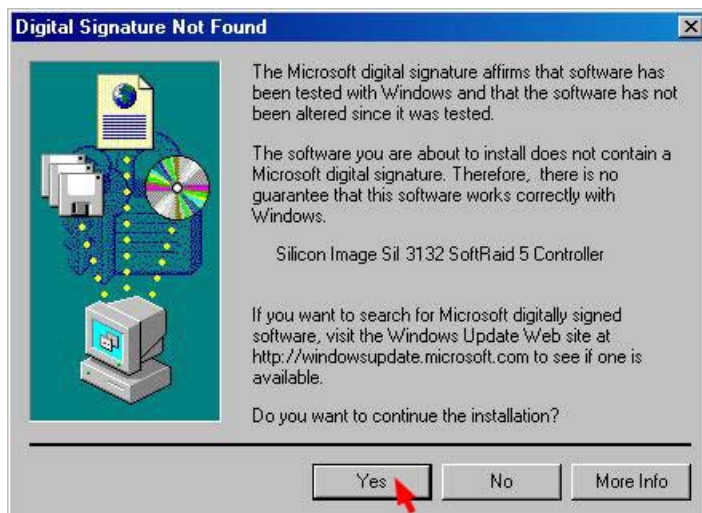 Digital Signature Not Found
The Microsoft digital signature affirms that software has
been tested with Windows and that the software has not
been altered since it was tested.
The software you are about to install does not contain a
Microsoft digital signature. Therefore, there is no
guarantee that this software works correctly with
Windows.
Silicon Image SiI 3132 SoftRaid 5 Controller
If you want to search for Microsoft digitally signed
software, visit the Windows Update Web site at
http://windowsupdate.microsoft.com to see if one is
available.
Do you want to continue the installation?
Yes No More Info